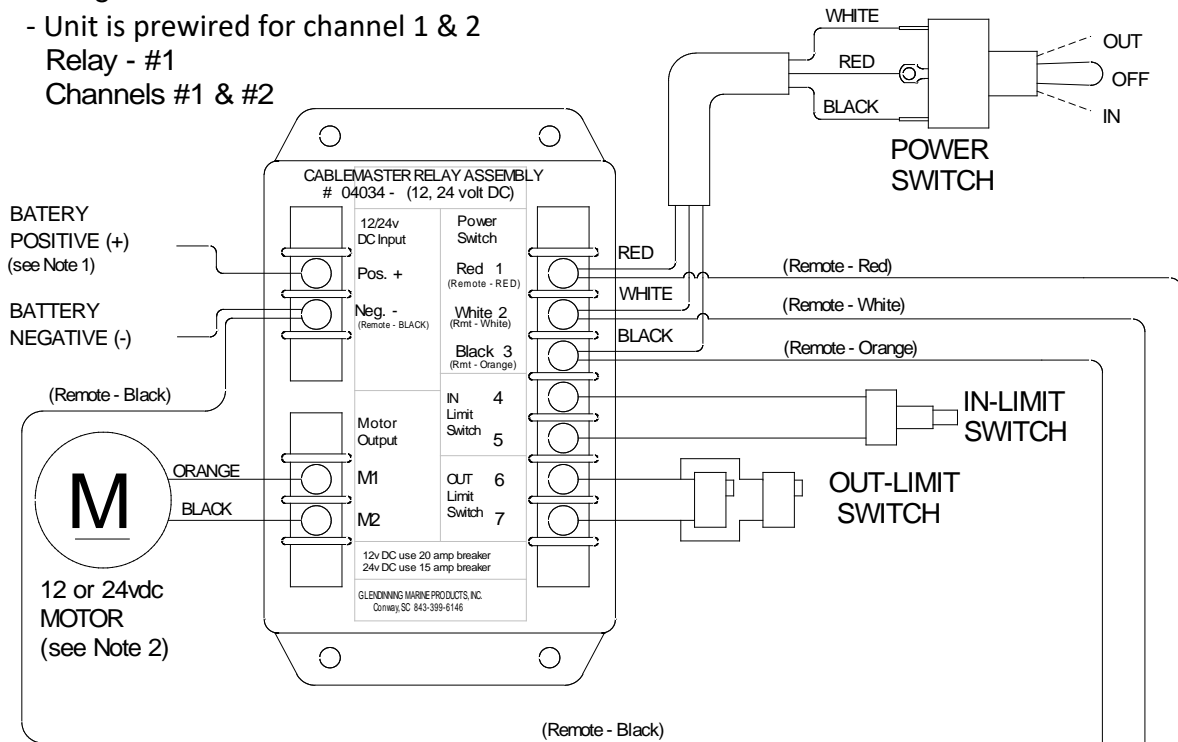 - Unit is prewired for channel 1 & 2
Relay - #1
Channels #1 & #2
WHITE
RED
BLACK
OUT
OFF
IN
POWER
SWITCH
CABLEMASTER RELAY ASSEMBLY
# 04034 - (12, 24 volt DC)
BATERY
POSITIVE (+)
(see Note 1)
BATTERY
NEGATIVE (-)
(Remote - Black)
12/24v
DC Input
Pos. +
Neg. -
(Remote - BLACK)
Power
Switch
Red 1
(Remote - RED)
White 2
(Rmt - White)
Black 3
(Rmt - Orange)
RED
WHITE
BLACK
(Remote - Red)
(Remote - White)
(Remote - Orange)
IN 4
Limit
Switch 5
IN-LIMIT
SWITCH
Motor
Output
M1
M2
OUT 6
Limit
Switch 7
OUT-LIMIT
SWITCH
ORANGE
BLACK
M
12 or 24vdc
MOTOR
(see Note 2)
12v DC use 20 amp breaker
24v DC use 15 amp breaker
GLENDINNING MARINE PRODUCTS, INC.
Conway, SC 843-399-6146
(Remote - Black)